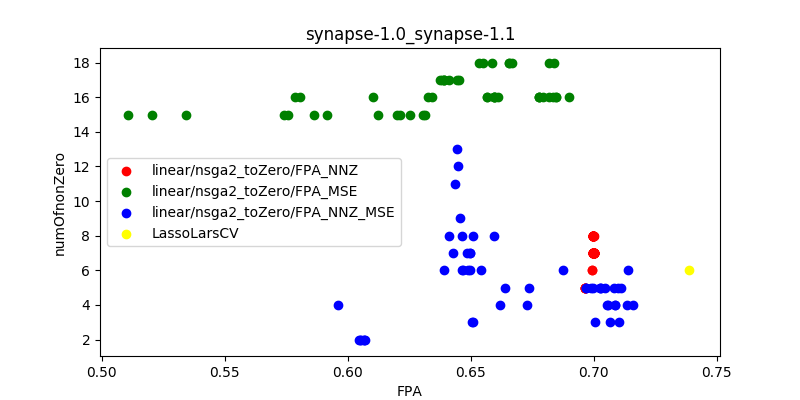 synapse-1.0_synapse-1.1
numOfnonZero
18
16
14
12
10
8
6
4
2
linear/nsga2_toZero/FPA_NNZ
linear/nsga2_toZero/FPA_MSE
linear/nsga2_toZero/FPA_NNZ_MSE
LassoLarsCV
0.50 0.55 0.60 0.65 0.70 0.75
FPA